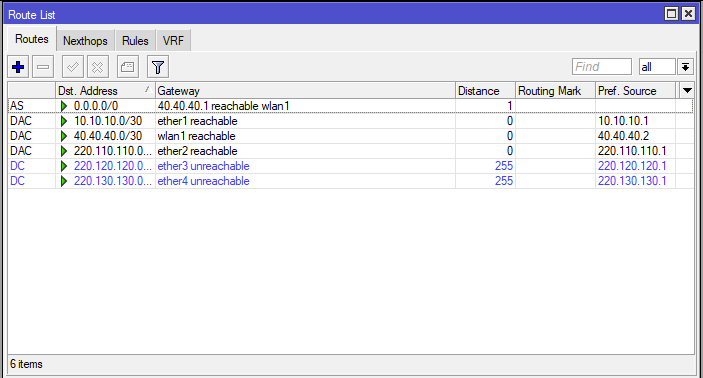 Route List
Routes Nexthops Rules VRF
Find all
Dst. Address Gateway Distance Routing Mark Pref. Source
AS 0.0.0.0/0 40.40.40.1 reachable wlan1 1
DAC 10.10.10.0/30 ether1 reachable 0 10.10.10.1
DAC 40.40.40.0/30 wlan1 reachable 0 40.40.40.2
DAC 220.110.110.0... ether2 reachable 0 220.110.110.1
DC 220.120.120.0... ether3 unreachable 255 220.120.120.1
DC 220.130.130.0... ether4 unreachable 255 220.130.130.1
6 items